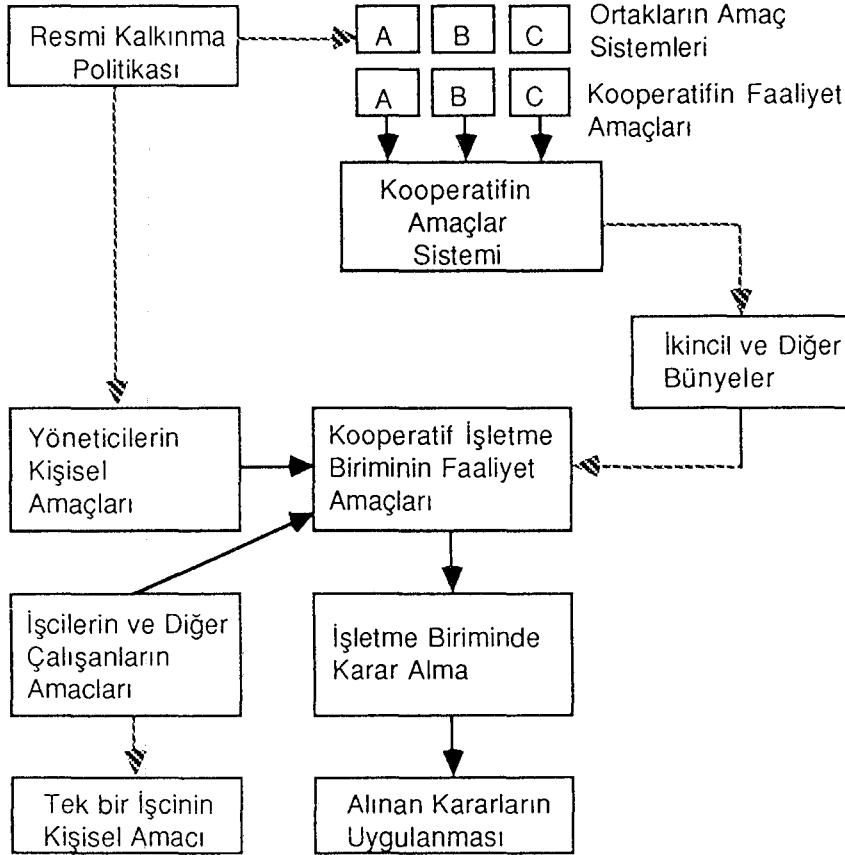 Resmi Kalkınma
Politikası
A B C
Ortakların Amaç
Sistemleri
A B C
Kooperatifin Faaliyet
Amaçları
Kooperatifin
Amaçlar
Sistemi
İkincil ve Diğer
Bünyeler
Yöneticilerin
Kişisel
Amaçları
Kooperatif İşletme
Biriminin Faaliyet
Amaçları
İşcilerin ve Diğer
Çalışanların
Amacları
İşletme Biriminde
Karar Alma
Tek bir İşcinin
Kişisel Amacı
Alınan Kararların
Uygulanması